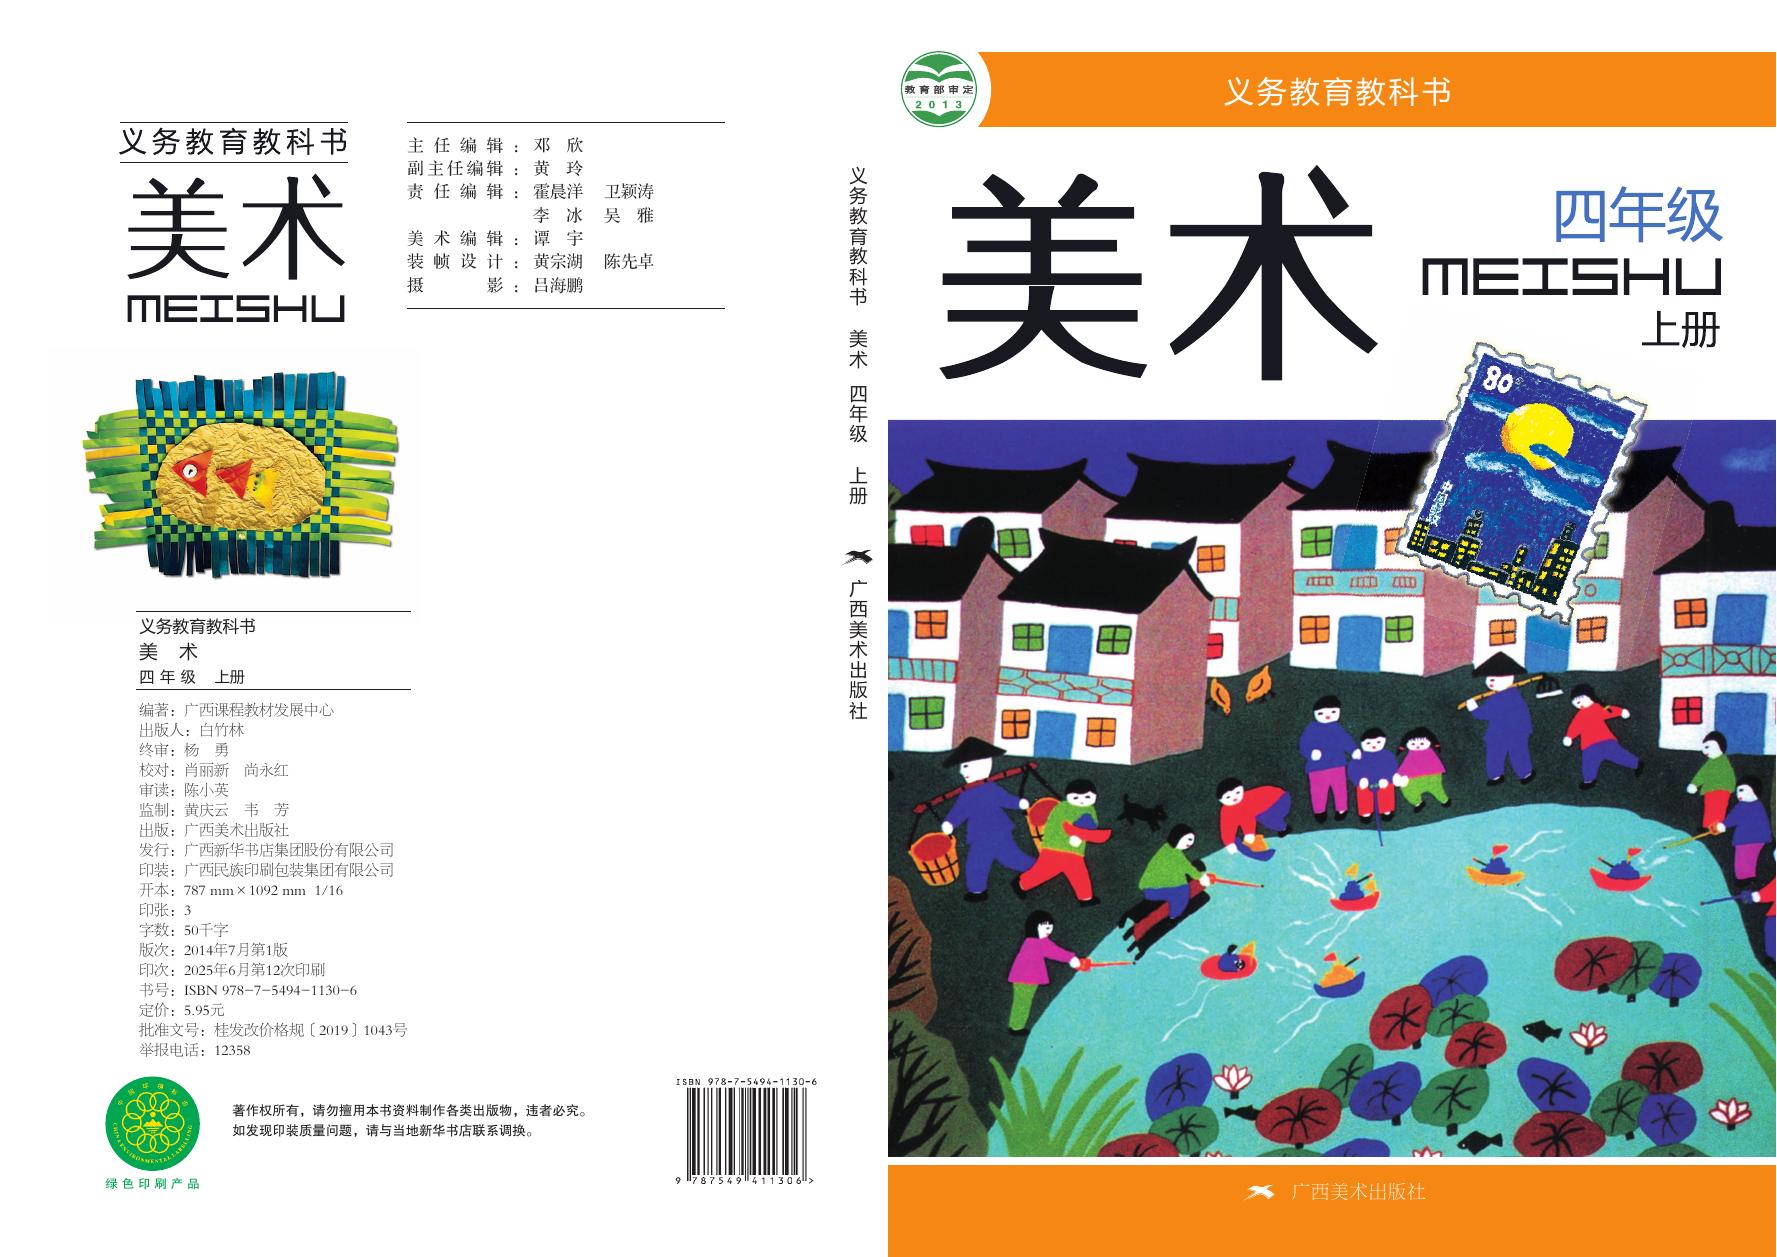 义务教育教科书
美术
MEISHU
主任编辑：邓 欣
副主任编辑：黄 玲
责任编辑：霍晨洋 卫颖涛
李 冰 吴 雅
美术编辑：谭 宇
装帧设计：黄宗湖 陈先卓
摄 影：吕海鹏
义务教育教科书
美 术
四年级 上册
编著：广西课程教材发展中心
出版人：白竹林
终审：杨 勇
校对：肖丽新 尚永红
审读：陈小英
监制：黄庆云 韦 芳
出版：广西美术出版社
发行：广西新华书店集团股份有限公司
印装：广西民族印刷包装集团有限公司
开本：787 mm×1092 mm 1/16
印张：3
字数：50千字
版次：2014年7月第1版
印次：2025年6月第12次印刷
书号：ISBN 978-7-5494-1130-6
定价：5.95元
批准文号：桂发改价格规〔2019〕1043号
举报电话：12358
中国环境标志
CHINA ENVIRONMENTAL LABELLING
绿色印刷产品
著作权所有，请勿擅用本书资料制作各类出版物，违者必究。
如发现印装质量问题，请与当地新华书店联系调换。
ISBN 978-7-5494-1130-6
9 787549 411306 >
义务教育教科书 美术 四年级 上册 广西美术出版社
教育部审定
2013
义务教育教科书
美术
四年级
MEISHU
上册
80
广西美术出版社